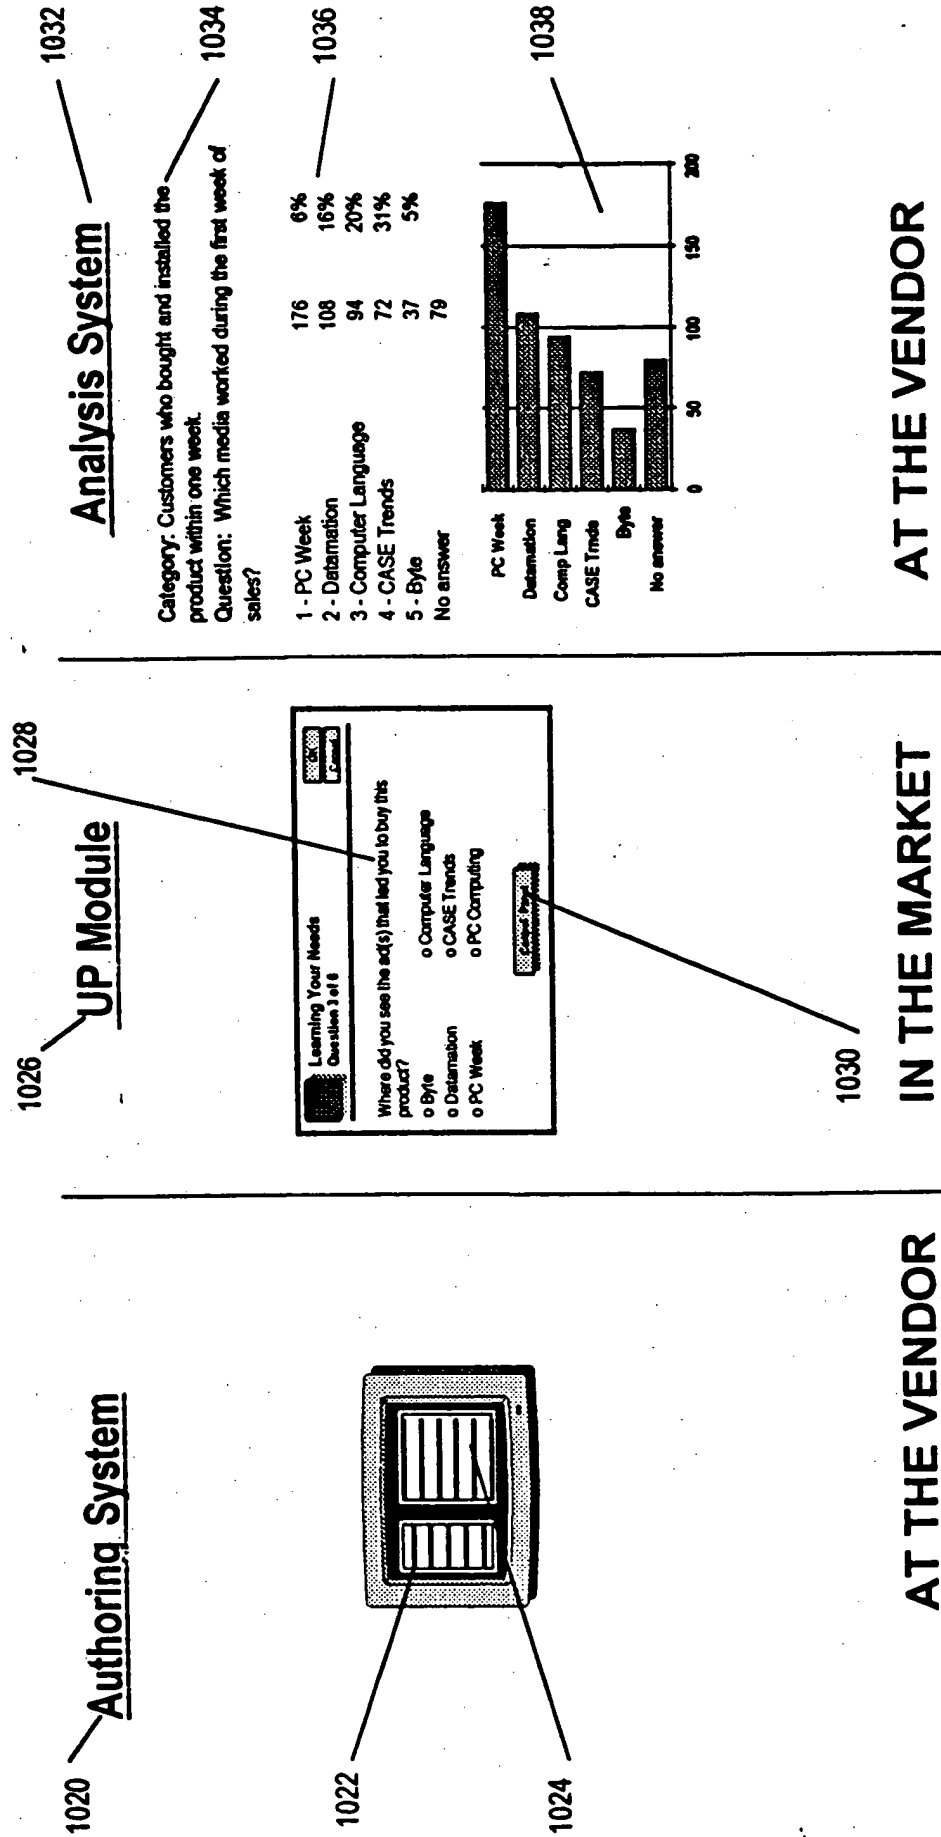 1020
Authoring System
1022
1024
AT THE VENDOR
1026
UP Module
1028
Learning Your Needs
Question 3 of 6
OK
Cancel
Where did you see the ad(s) that led you to buy this
product?
o Byte
o Computer Language
o Datamation
o CASE Trends
o PC Week
o PC Computing
1030
IN THE MARKET
Analysis System
1032
Category: Customers who bought and installed the
product within one week.
1034
Question: Which media worked during the first week of
sales?
1 - PC Week 176 6%
2 - Datamation 108 16%
3 - Computer Language 94 20%
4 - CASE Trends 72 31%
5 - Byte 37 5%
No answer 79
1036
PC Week
Datamation
Comp Lang
CASE Trnds
Byte
No answer
0 50 100 150 200
1038
AT THE VENDOR